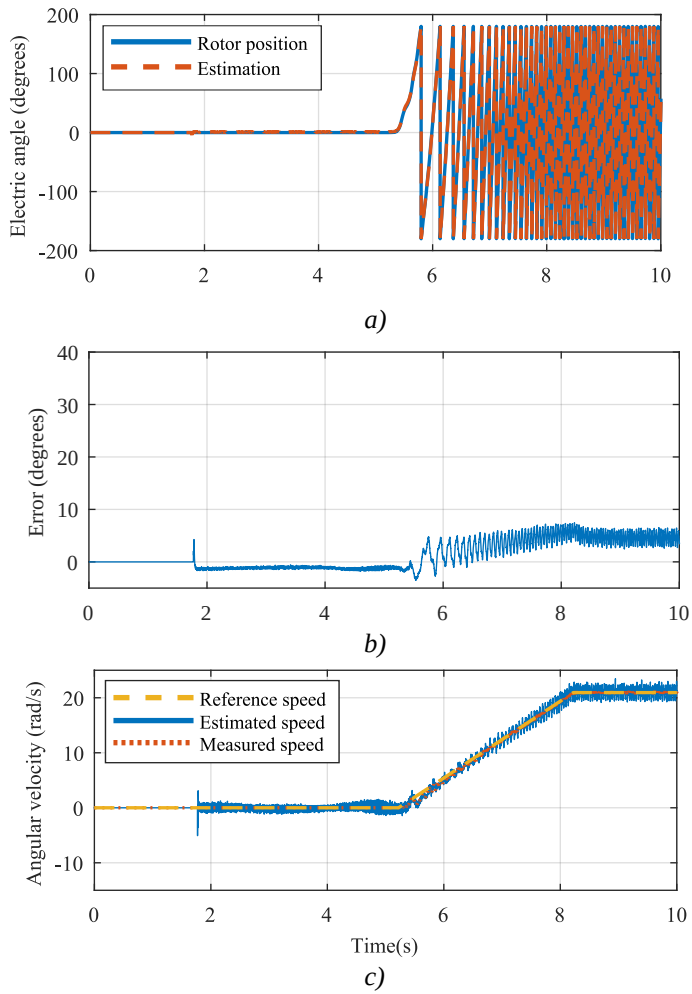 200
100
0
-100
-200
Electric angle (degrees)
Rotor position
Estimation
0 2 4 6 8 10
a)
40
30
20
10
0
Error (degrees)
0 2 4 6 8 10
b)
20
10
0
-10
Angular velocity (rad/s)
Reference speed
Estimated speed
Measured speed
0 2 4 6 8 10
Time(s)
c)